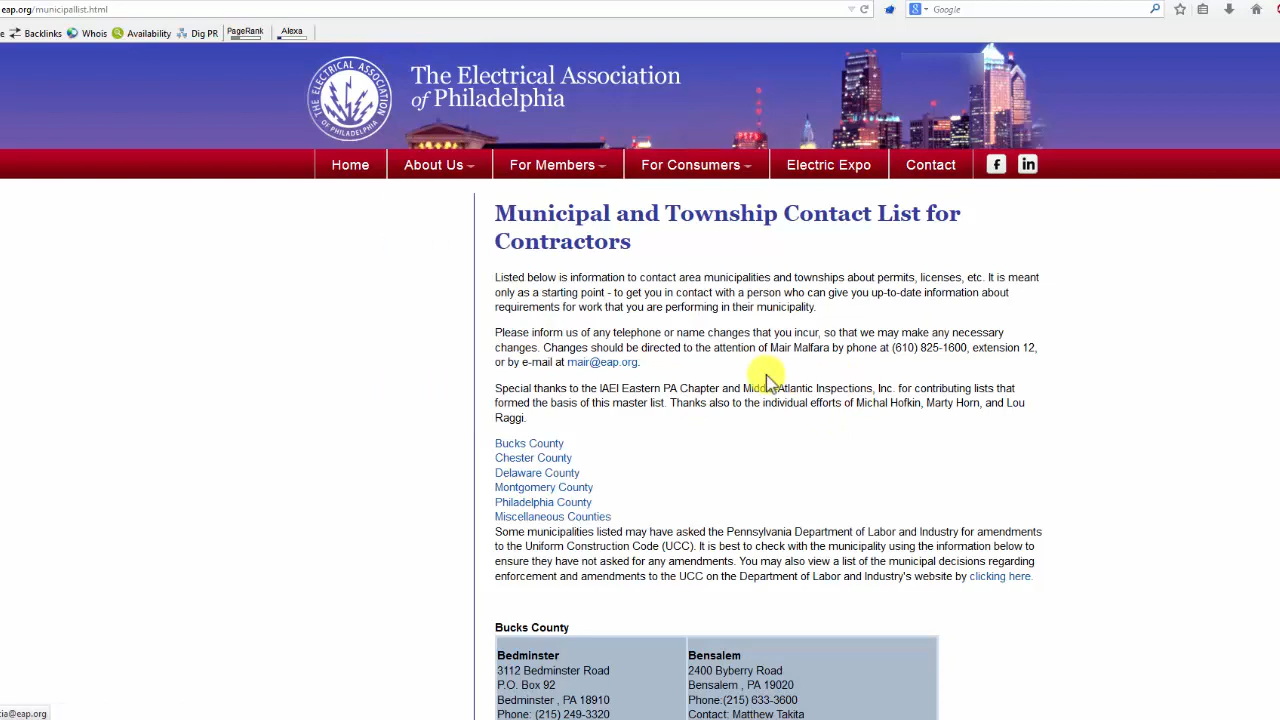 eap.org/municipallist.html
Google
Backlinks Whois Availability Dig PR PageRank Alexa
THE ELECTRICAL ASSOCIATION OF PHILADELPHIA
The Electrical Association
of Philadelphia
Home About Us For Members For Consumers Electric Expo Contact
Municipal and Township Contact List for
Contractors
Listed below is information to contact area municipalities and townships about permits, licenses, etc. It is meant
only as a starting point - to get you in contact with a person who can give you up-to-date information about
requirements for work that you are performing in their municipality.
Please inform us of any telephone or name changes that you incur, so that we may make any necessary
changes. Changes should be directed to the attention of Mair Malfara by phone at (610) 825-1600, extension 12,
or by e-mail at mair@eap.org.
Special thanks to the IAEI Eastern PA Chapter and Atlantic Inspections, Inc. for contributing lists that
formed the basis of this master list. Thanks also to the individual efforts of Michal Hofkin, Marty Horn, and Lou
Raggi.
Bucks County
Chester County
Delaware County
Montgomery County
Philadelphia County
Miscellaneous Counties
Some municipalities listed may have asked the Pennsylvania Department of Labor and Industry for amendments
to the Uniform Construction Code (UCC). It is best to check with the municipality using the information below to
ensure they have not asked for any amendments. You may also view a list of the municipal decisions regarding
enforcement and amendments to the UCC on the Department of Labor and Industry's website by clicking here.
Bucks County
Bedminster
3112 Bedminster Road
P.O. Box 92
Bedminster , PA 18910
Phone: (215) 249-3320
Bensalem
2400 Byberry Road
Bensalem , PA 19020
Phone:(215) 633-3600
Contact: Matthew Takita
cia@eap.org